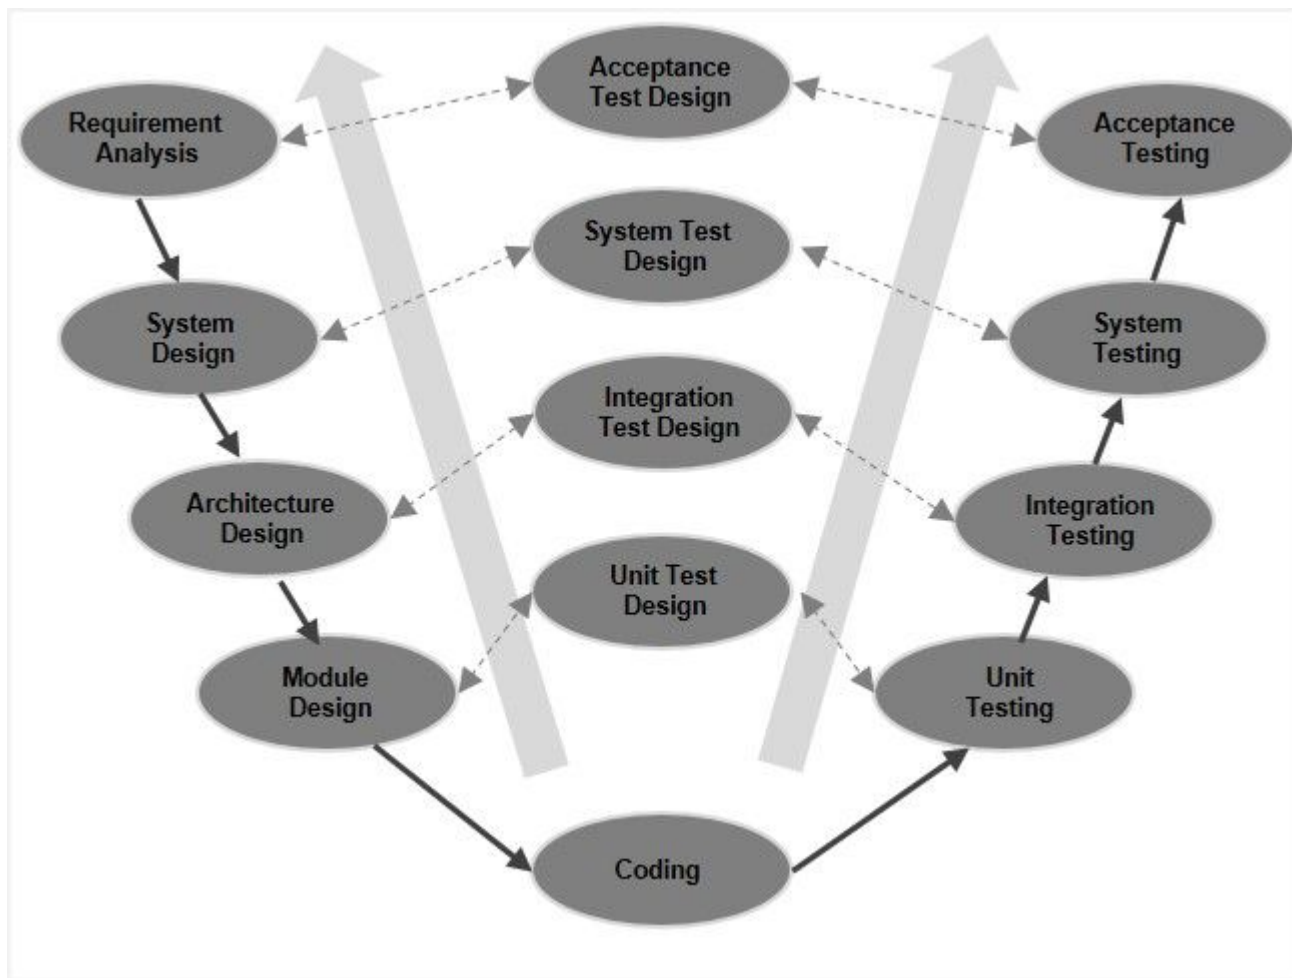 Acceptance
Test Design
Requirement
Analysis
Acceptance
Testing
System Test
Design
System
Design
System
Testing
Integration
Test Design
Architecture
Design
Integration
Testing
Unit Test
Design
Module
Design
Unit
Testing
Coding